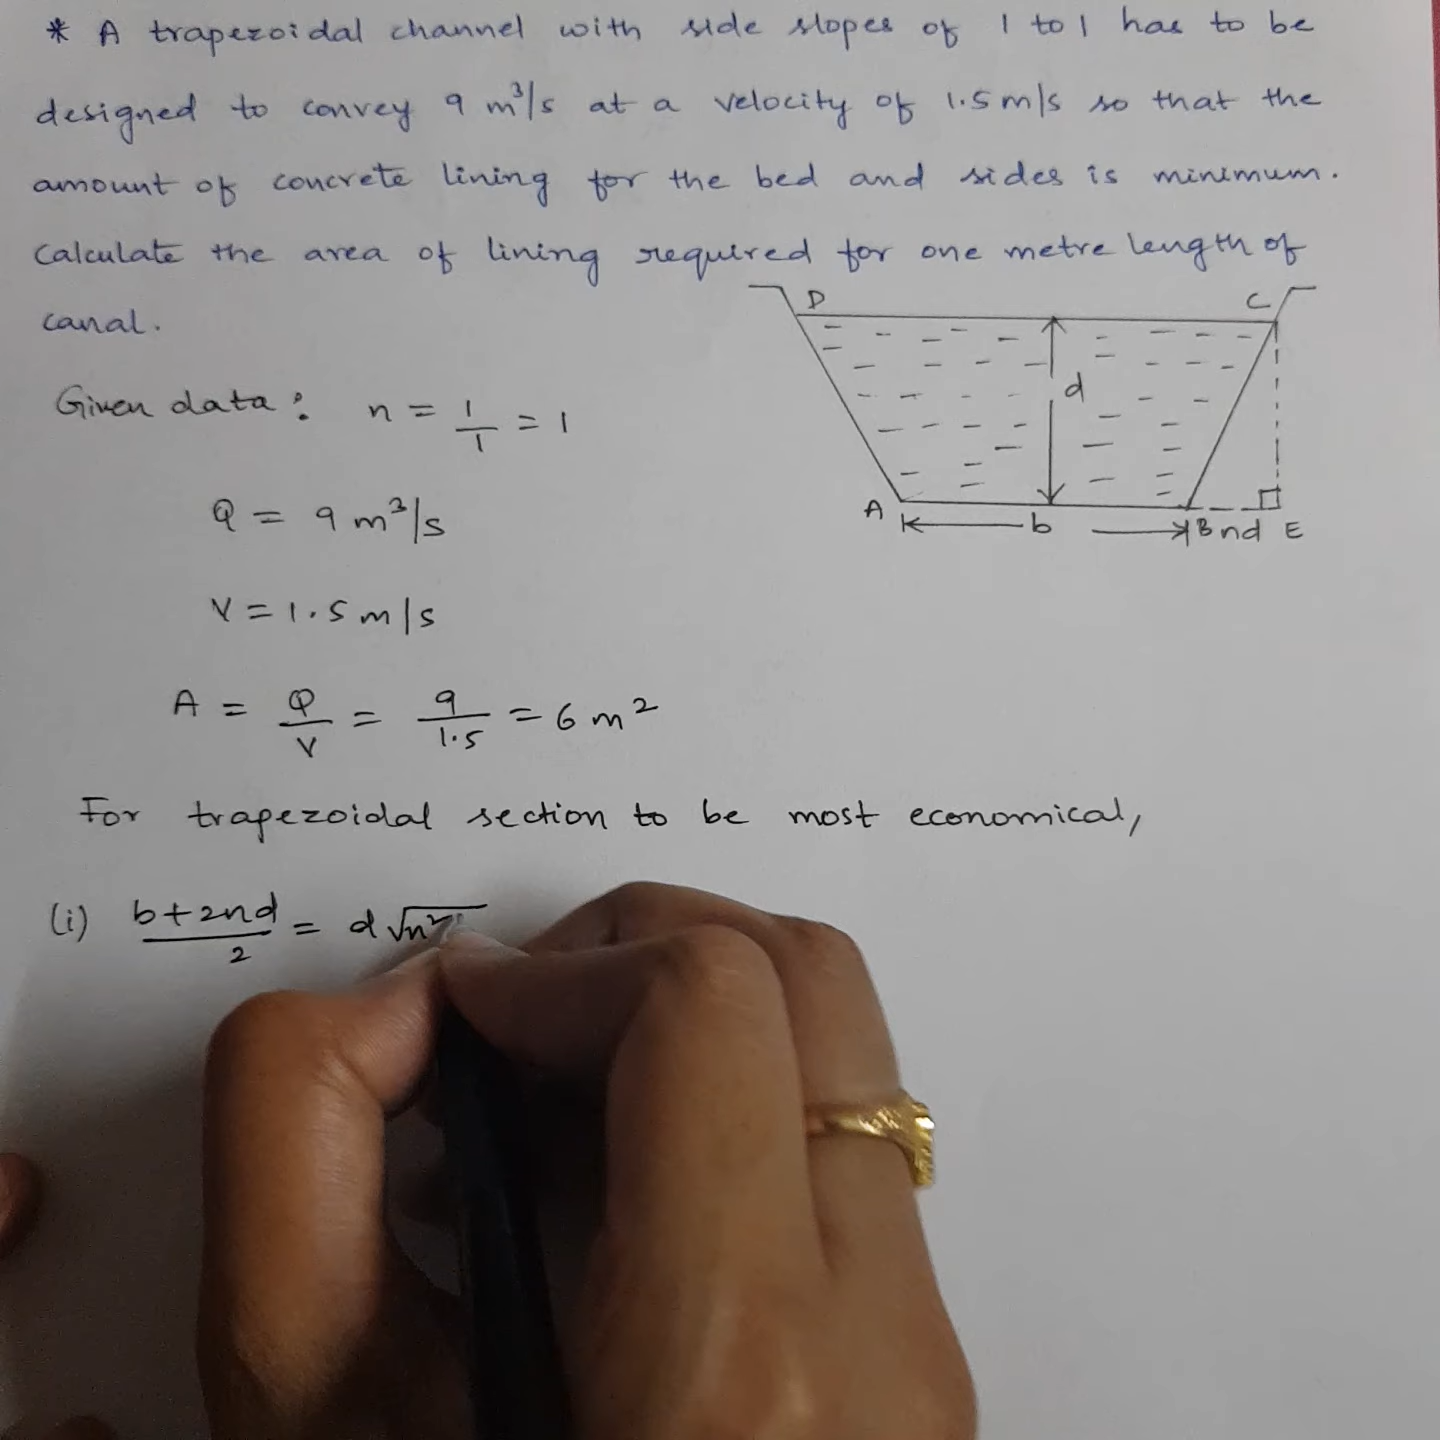 * A trapezoidal channel with side slopes of 1 to 1 has to be
designed to convey 9 m³/s at a velocity of 1.5 m/s so that the
amount of concrete lining for the bed and sides is minimum.
Calculate the area of lining required for one metre length of
canal.
D C
d
A b B nd E
Given data : n = 1/1 = 1
Q = 9 m³/s
V = 1.5 m/s
A = Q/V = 9/1.5 = 6 m²
For trapezoidal section to be most economical,
(i) b+2nd/2 = d√n²